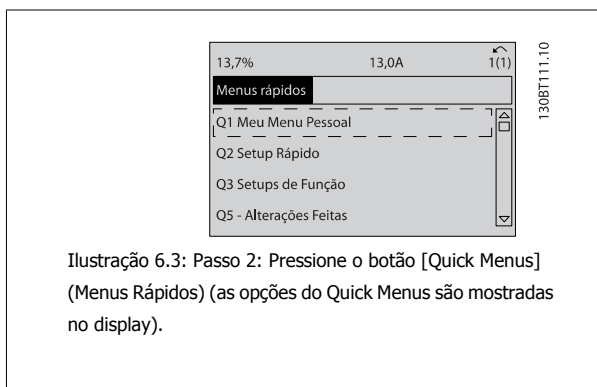 13,7% 13,0A 1(1)
Menus rápidos
Q1 Meu Menu Pessoal
Q2 Setup Rápido
Q3 Setups de Função
Q5 - Alterações Feitas
130BT111.10
Ilustração 6.3: Passo 2: Pressione o botão [Quick Menus]
(Menus Rápidos) (as opções do Quick Menus são mostradas
no display).